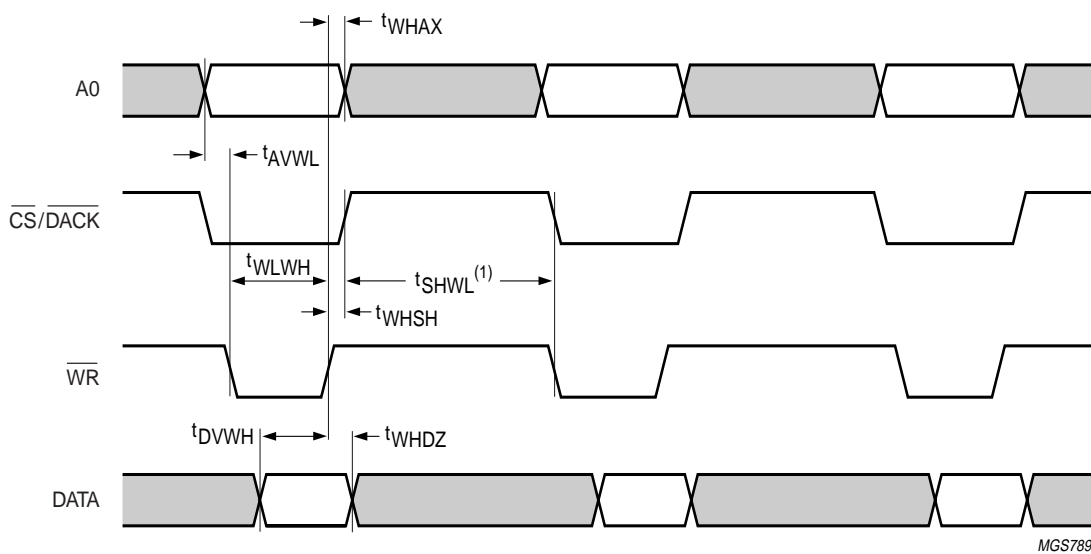 tWHAX
A0
tAVWL
CS/DACK
tWLWH
tSHWL(1)
tWHSH
WR
tDVWH
tWHDZ
DATA
MGS789